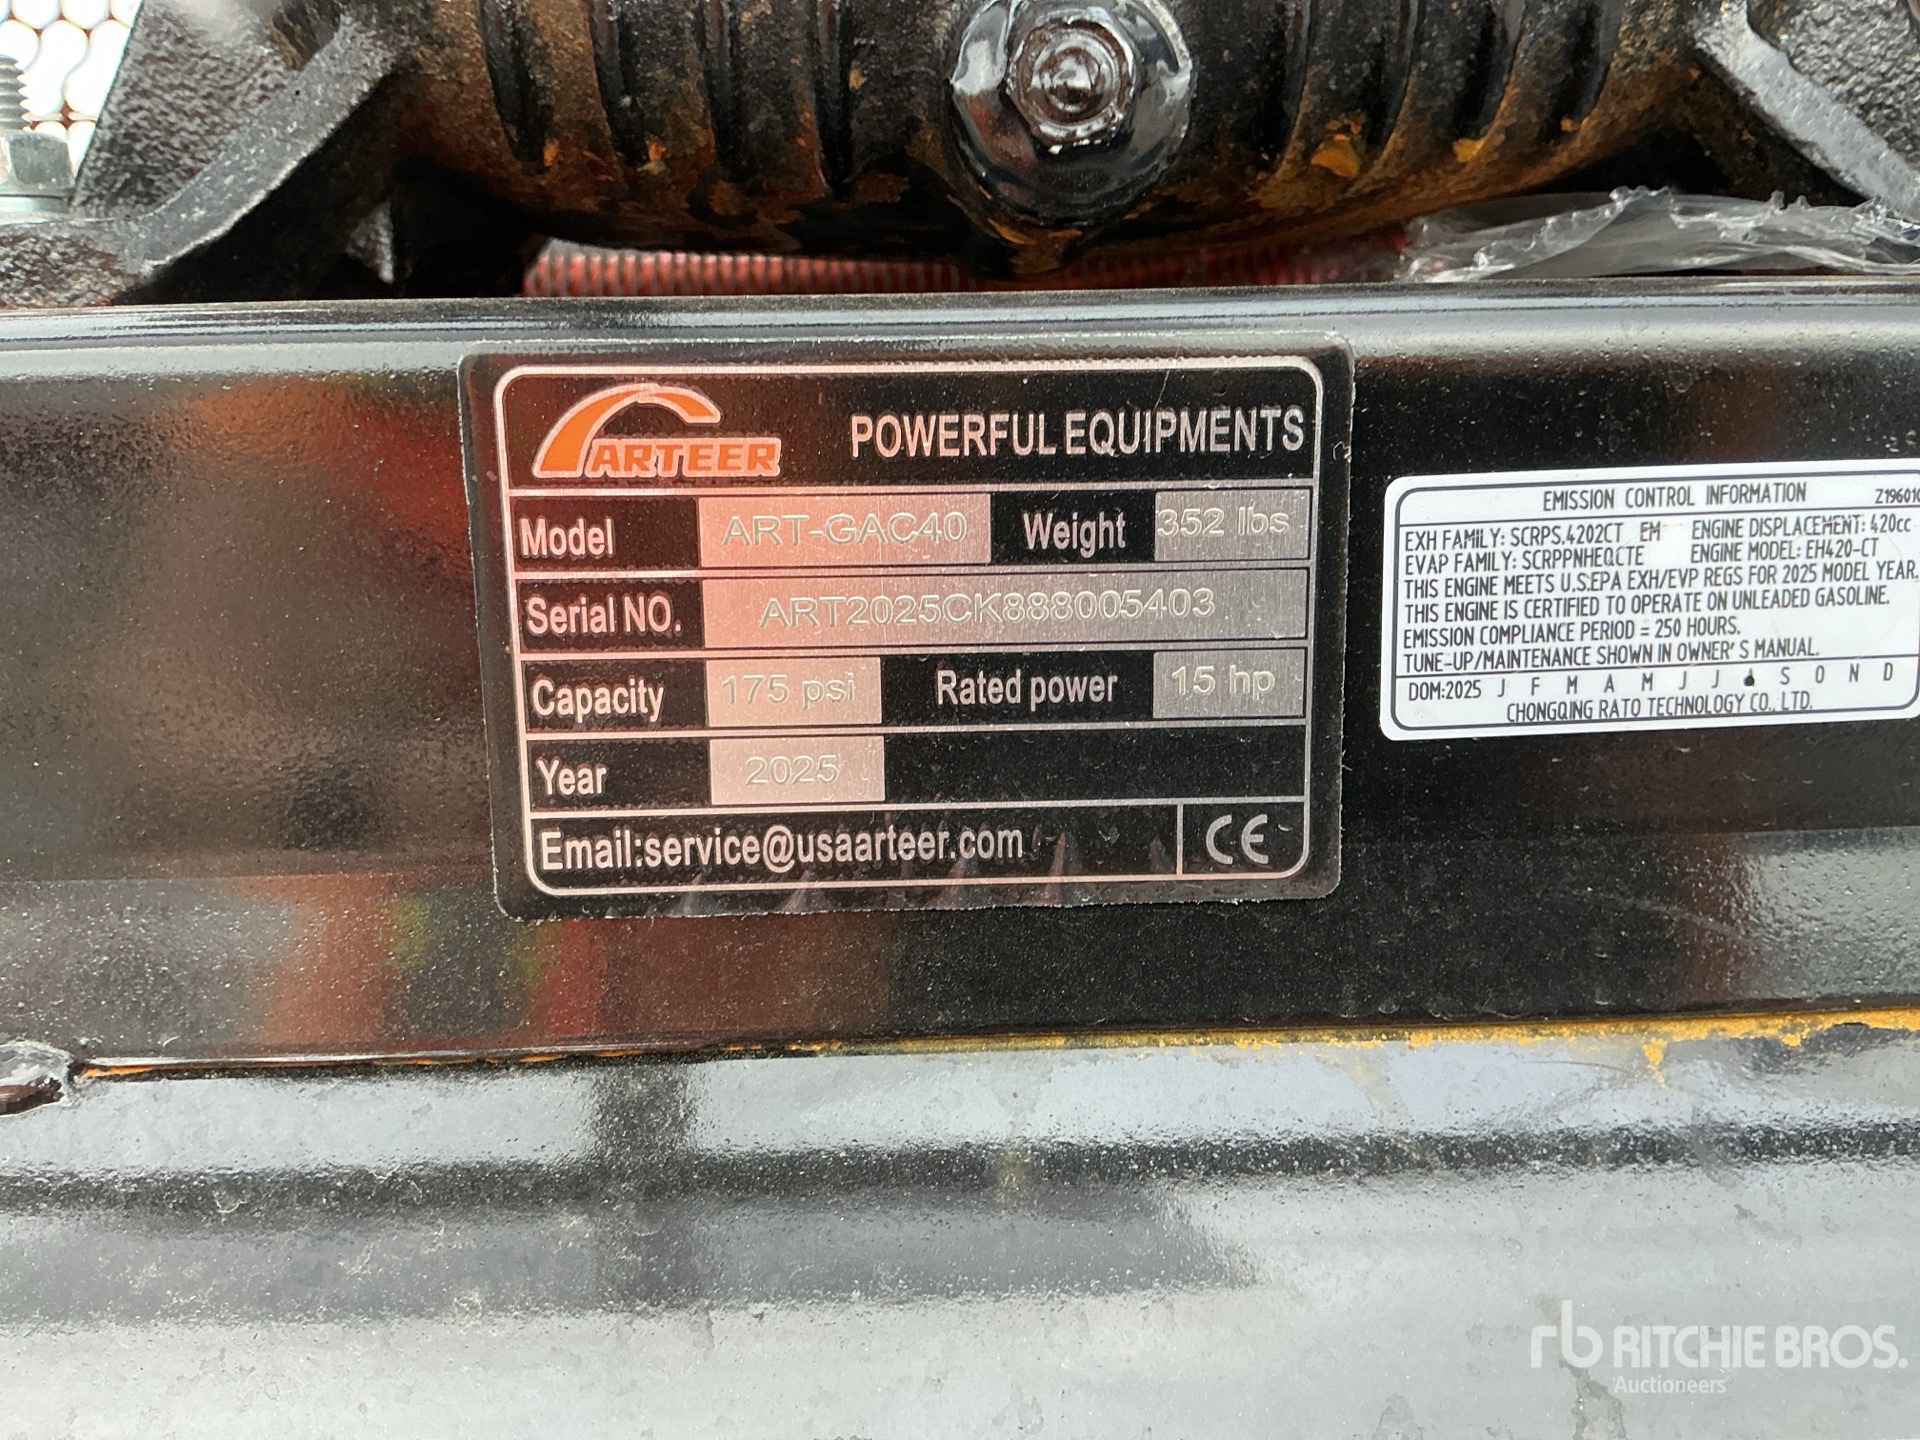 ARTEER POWERFUL EQUIPMENTS
Model ART-GAC40 Weight 352 lbs
Serial NO. ART2025CK888005403
Capacity 175 psi Rated power 15 hp
Year 2025
Email:service@usaarteer.com CE
EMISSION CONTROL INFORMATION
EXH FAMILY: SCRPS.4202CT EM ENGINE DISPLACEMENT: 420cc
EVAP FAMILY: SCRPPNHEQCTE ENGINE MODEL: EH420-CT
THIS ENGINE MEETS U.S.EPA EXH/EVP REGS FOR 2025 MODEL YEAR.
THIS ENGINE IS CERTIFIED TO OPERATE ON UNLEADED GASOLINE.
EMISSION COMPLIANCE PERIOD = 250 HOURS.
TUNE-UP/MAINTENANCE SHOWN IN OWNER'S MANUAL.
DOM:2025 J F M A M J J S O N D
CHONGQING RATO TECHNOLOGY CO., LTD.
rb RITCHIE BROS.
Auctioneers